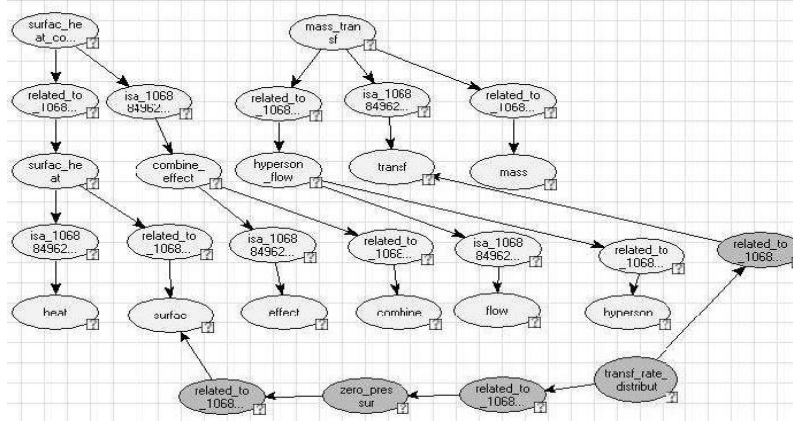 surfac_he
at_co...
mass_tran
sf
related_to
_1068...
isa_1068
84962...
related_to
_1068...
isa_1068
84962...
related_to
_1068...
surfac_he
at
combine_
effect
hyperson
_flow
transf
mass
isa_1068
84962...
related_to
_1068...
isa_1068
84962...
related_to
_1068...
isa_1068
84962...
related_to
_1068...
related_to
_1068...
heat
surfac
effect
combine
flow
hyperson
related_to
_1068...
zero_pres
sur
related_to
_1068...
transf_rate_
distribut